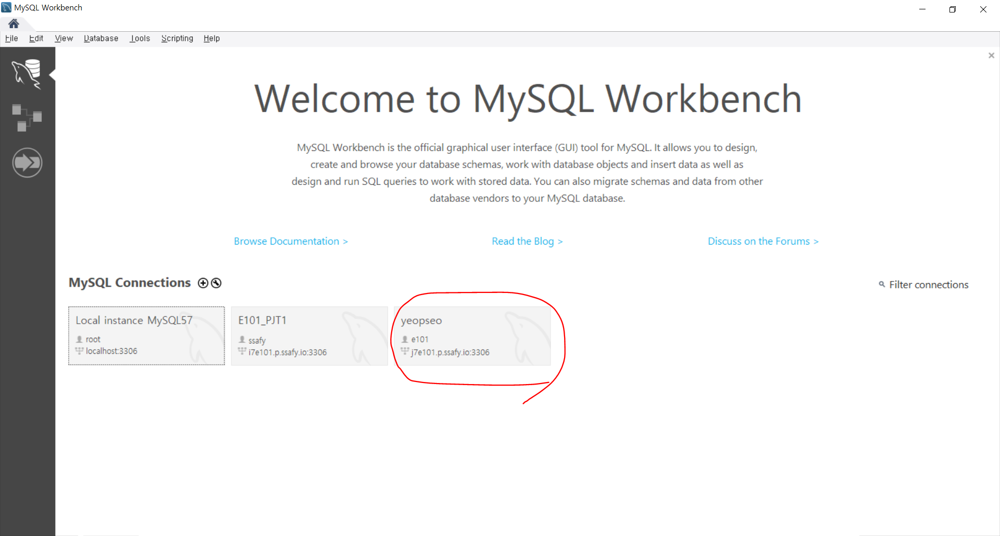 MySQL Workbench
File Edit View Database Tools Scripting Help
Welcome to MySQL Workbench
MySQL Workbench is the official graphical user interface (GUI) tool for MySQL. It allows you to design,
create and browse your database schemas, work with database objects and insert data as well as
design and run SQL queries to work with stored data. You can also migrate schemas and data from other
database vendors to your MySQL database.
Browse Documentation > Read the Blog > Discuss on the Forums >
MySQL Connections
Filter connections
Local instance MySQL57
root
localhost:3306
E101_PJT1
ssafy
i7e101.p.ssafy.io:3306
yeopseo
e101
j7e101.p.ssafy.io:3306